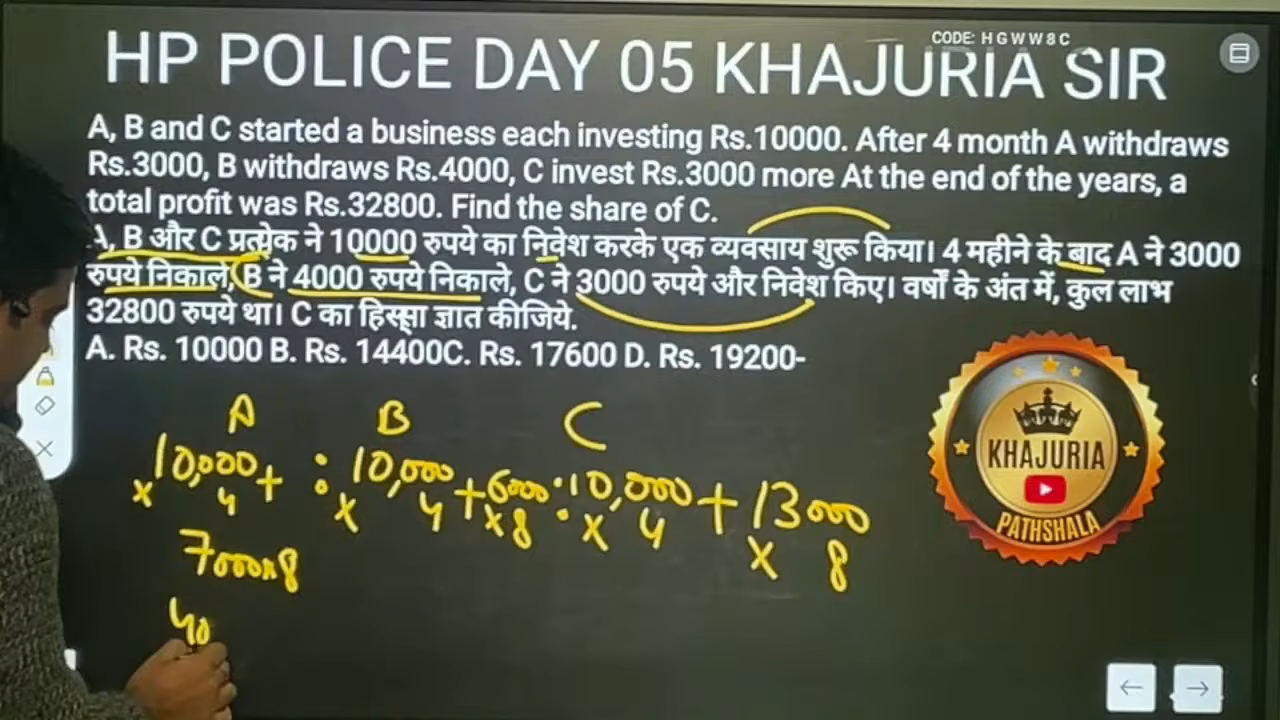 CODE: H G W W 8 C
HP POLICE DAY 05 KHAJURIA SIR
A, B and C started a business each investing Rs.10000. After 4 month A withdraws
Rs.3000, B withdraws Rs.4000, C invest Rs.3000 more At the end of the years, a
total profit was Rs.32800. Find the share of C.
A, B और C प्रत्येक ने 10000 रुपये का निवेश करके एक व्यवसाय शुरू किया। 4 महीने के बाद A ने 3000
रुपये निकाले, B ने 4000 रुपये निकाले, C ने 3000 रुपये और निवेश किए। वर्षों के अंत में, कुल लाभ
32800 रुपये था। C का हिस्सा ज्ञात कीजिये.
A. Rs. 10000 B. Rs. 14400C. Rs. 17600 D. Rs. 19200-
A B C
10,000 + : 10,000 + 6000 : 10,000 + 13000
x 4 x 4 x 8 x 4 x 8
7000x8
40
KHAJURIA
PATHSHALA